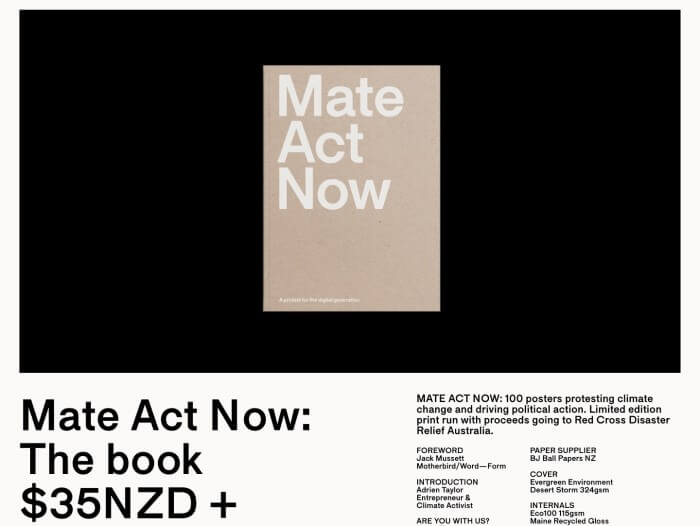 Mate
Act
Now
A protest for the digital generation
Mate Act Now:
The book
$35NZD +
MATE ACT NOW: 100 posters protesting climate
change and driving political action. Limited edition
print run with proceeds going to Red Cross Disaster
Relief Australia.
FOREWORD
Jack Mussett
Motherbird/Word—Form
INTRODUCTION
Adrien Taylor
Entrepreneur &
Climate Activist
ARE YOU WITH US?
PAPER SUPPLIER
BJ Ball Papers NZ
COVER
Evergreen Environment
Desert Storm 324gsm
INTERNALS
Eco100 115gsm
Maine Recycled Gloss